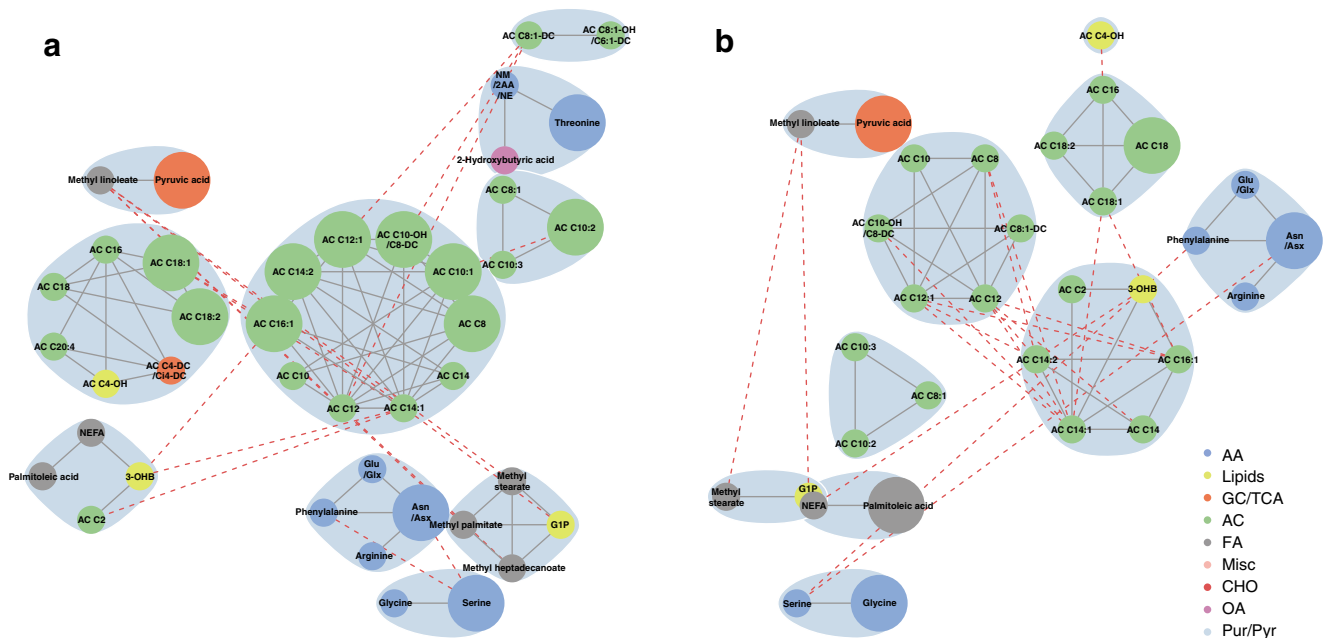 a
AC C8:1-DC
AC C8:1-OH
/C6:1-DC
NM
/2AA
/NE
Threonine
2-Hydroxybutyric acid
AC C8:1
AC C10:2
AC C10:3
Methyl linoleate
Pyruvic acid
AC C16
AC C18:1
AC C18
AC C18:2
AC C20:4
AC C4-OH
AC C4-DC
/Ci4-DC
AC C12:1
AC C10-OH
/C8-DC
AC C14:2
AC C10:1
AC C16:1
AC C8
AC C10
AC C14
AC C12
AC C14:1
NEFA
Palmitoleic acid
3-OHB
AC C2
Glu
/Glx
Phenylalanine
Asn
/Asx
Arginine
Methyl
stearate
Methyl palmitate
G1P
Methyl heptadecanoate
Glycine
Serine
b
AC C4-OH
AC C16
AC C18:2
AC C18
AC C18:1
Methyl linoleate
Pyruvic acid
AC C10
AC C8
AC C10-OH
/C8-DC
AC C8:1-DC
AC C12:1
AC C12
Glu
/Glx
Phenylalanine
Asn
/Asx
Arginine
AC C2
3-OHB
AC C14:2
AC C16:1
AC C14:1
AC C14
AC C10:3
AC C8:1
AC C10:2
Methyl
stearate
G1P
NEFA
Palmitoleic acid
Serine
Glycine
AA
Lipids
GC/TCA
AC
FA
Misc
CHO
OA
Pur/Pyr